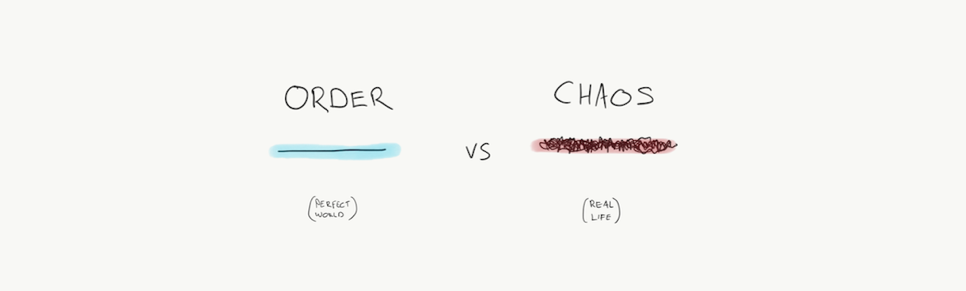 ORDER
CHAOS
VS
(PERFECT
WORLD)
(REAL
LIFE)